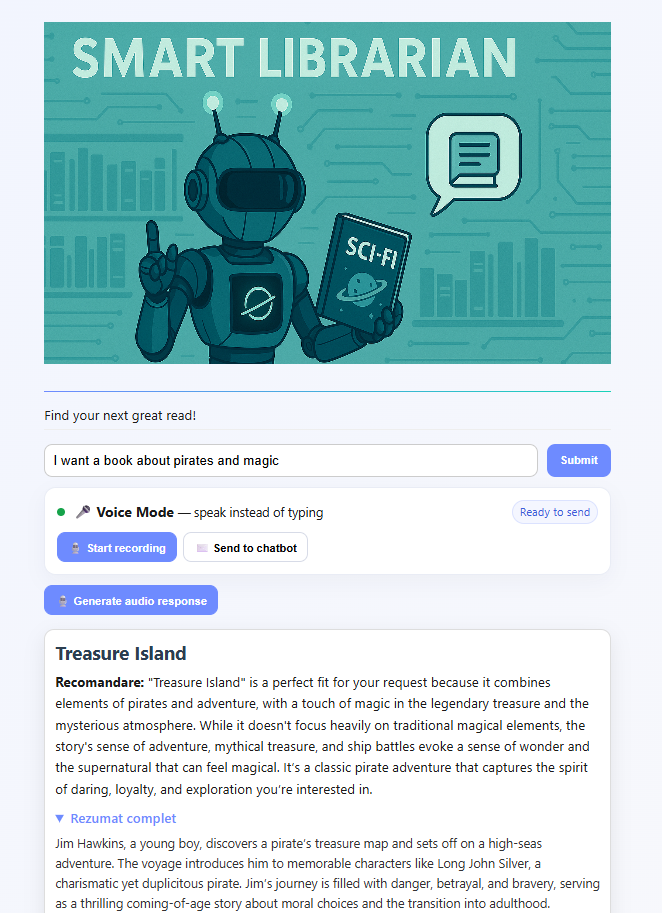 SMART LIBRARIAN
SCI-FI
Find your next great read!
I want a book about pirates and magic
Submit
Voice Mode — speak instead of typing
Ready to send
Start recording
Send to chatbot
Generate audio response
Treasure Island
Recomandare: "Treasure Island" is a perfect fit for your request because it combines
elements of pirates and adventure, with a touch of magic in the legendary treasure and the
mysterious atmosphere. While it doesn't focus heavily on traditional magical elements, the
story's sense of adventure, mythical treasure, and ship battles evoke a sense of wonder and
the supernatural that can feel magical. It's a classic pirate adventure that captures the spirit
of daring, loyalty, and exploration you're interested in.
▼ Rezumat complet
Jim Hawkins, a young boy, discovers a pirate's treasure map and sets off on a high-seas
adventure. The voyage introduces him to memorable characters like Long John Silver, a
charismatic yet duplicitous pirate. Jim's journey is filled with danger, betrayal, and bravery, serving
as a thrilling coming-of-age story about moral choices and the transition into adulthood.